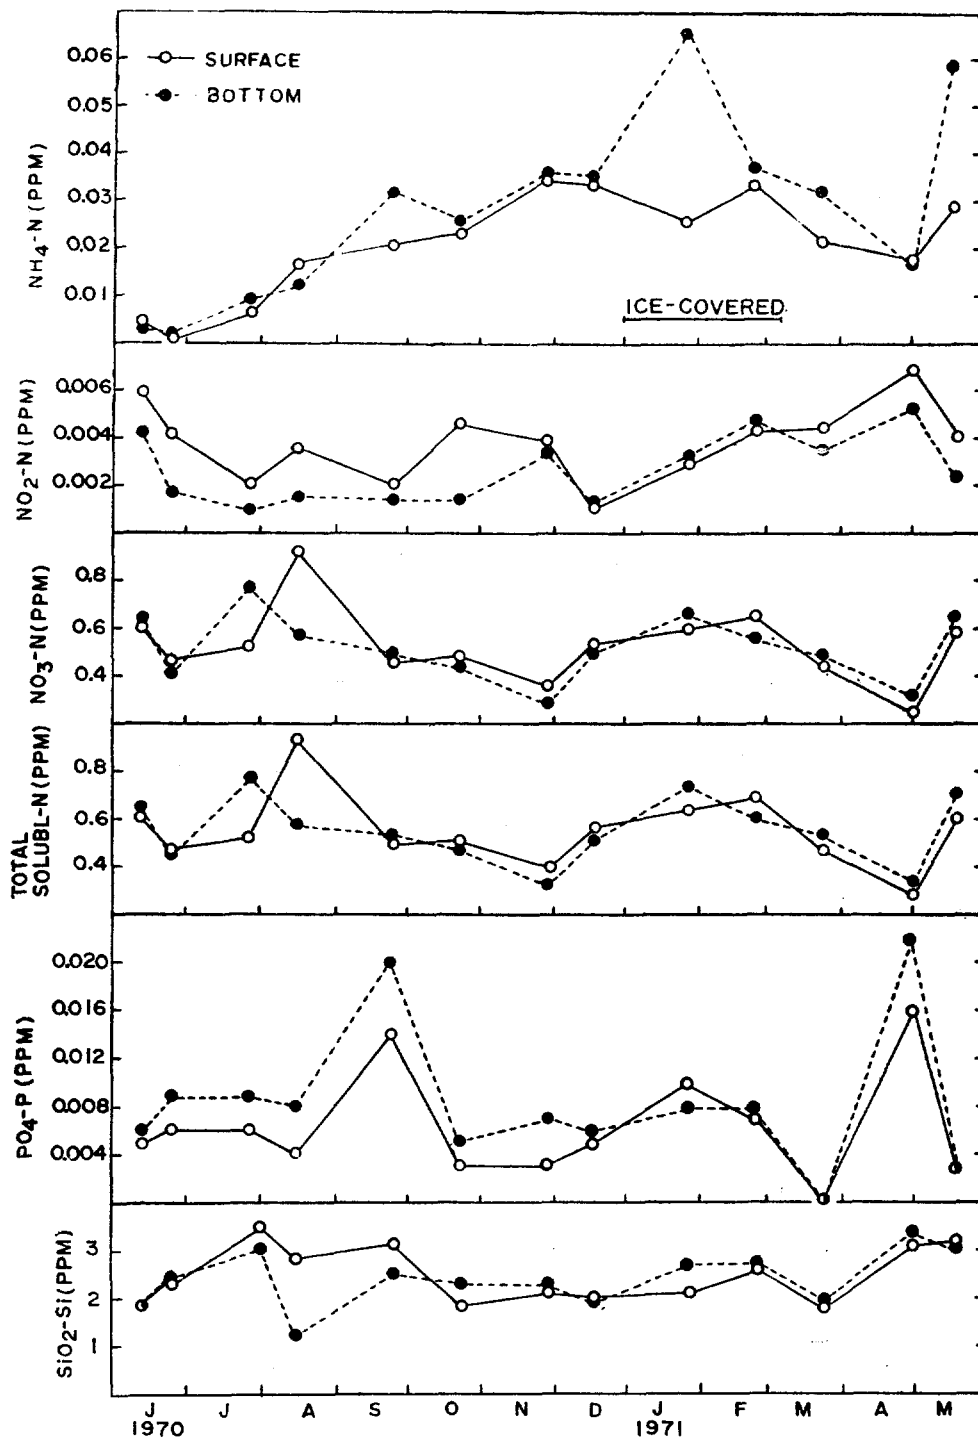 SURFACE
BOTTOM
NH4-N (PPM)
0.06
0.05
0.04
0.03
0.02
0.01
ICE-COVERED
NO2-N (PPM)
0.006
0.004
0.002
NO3-N (PPM)
0.8
0.6
0.4
TOTAL
SOLUBL-N (PPM)
0.8
0.6
0.4
PO4-P (PPM)
0.020
0.016
0.012
0.008
0.004
SiO2-Si (PPM)
3
2
1
J J A S O N D J F M A M
1970 1971